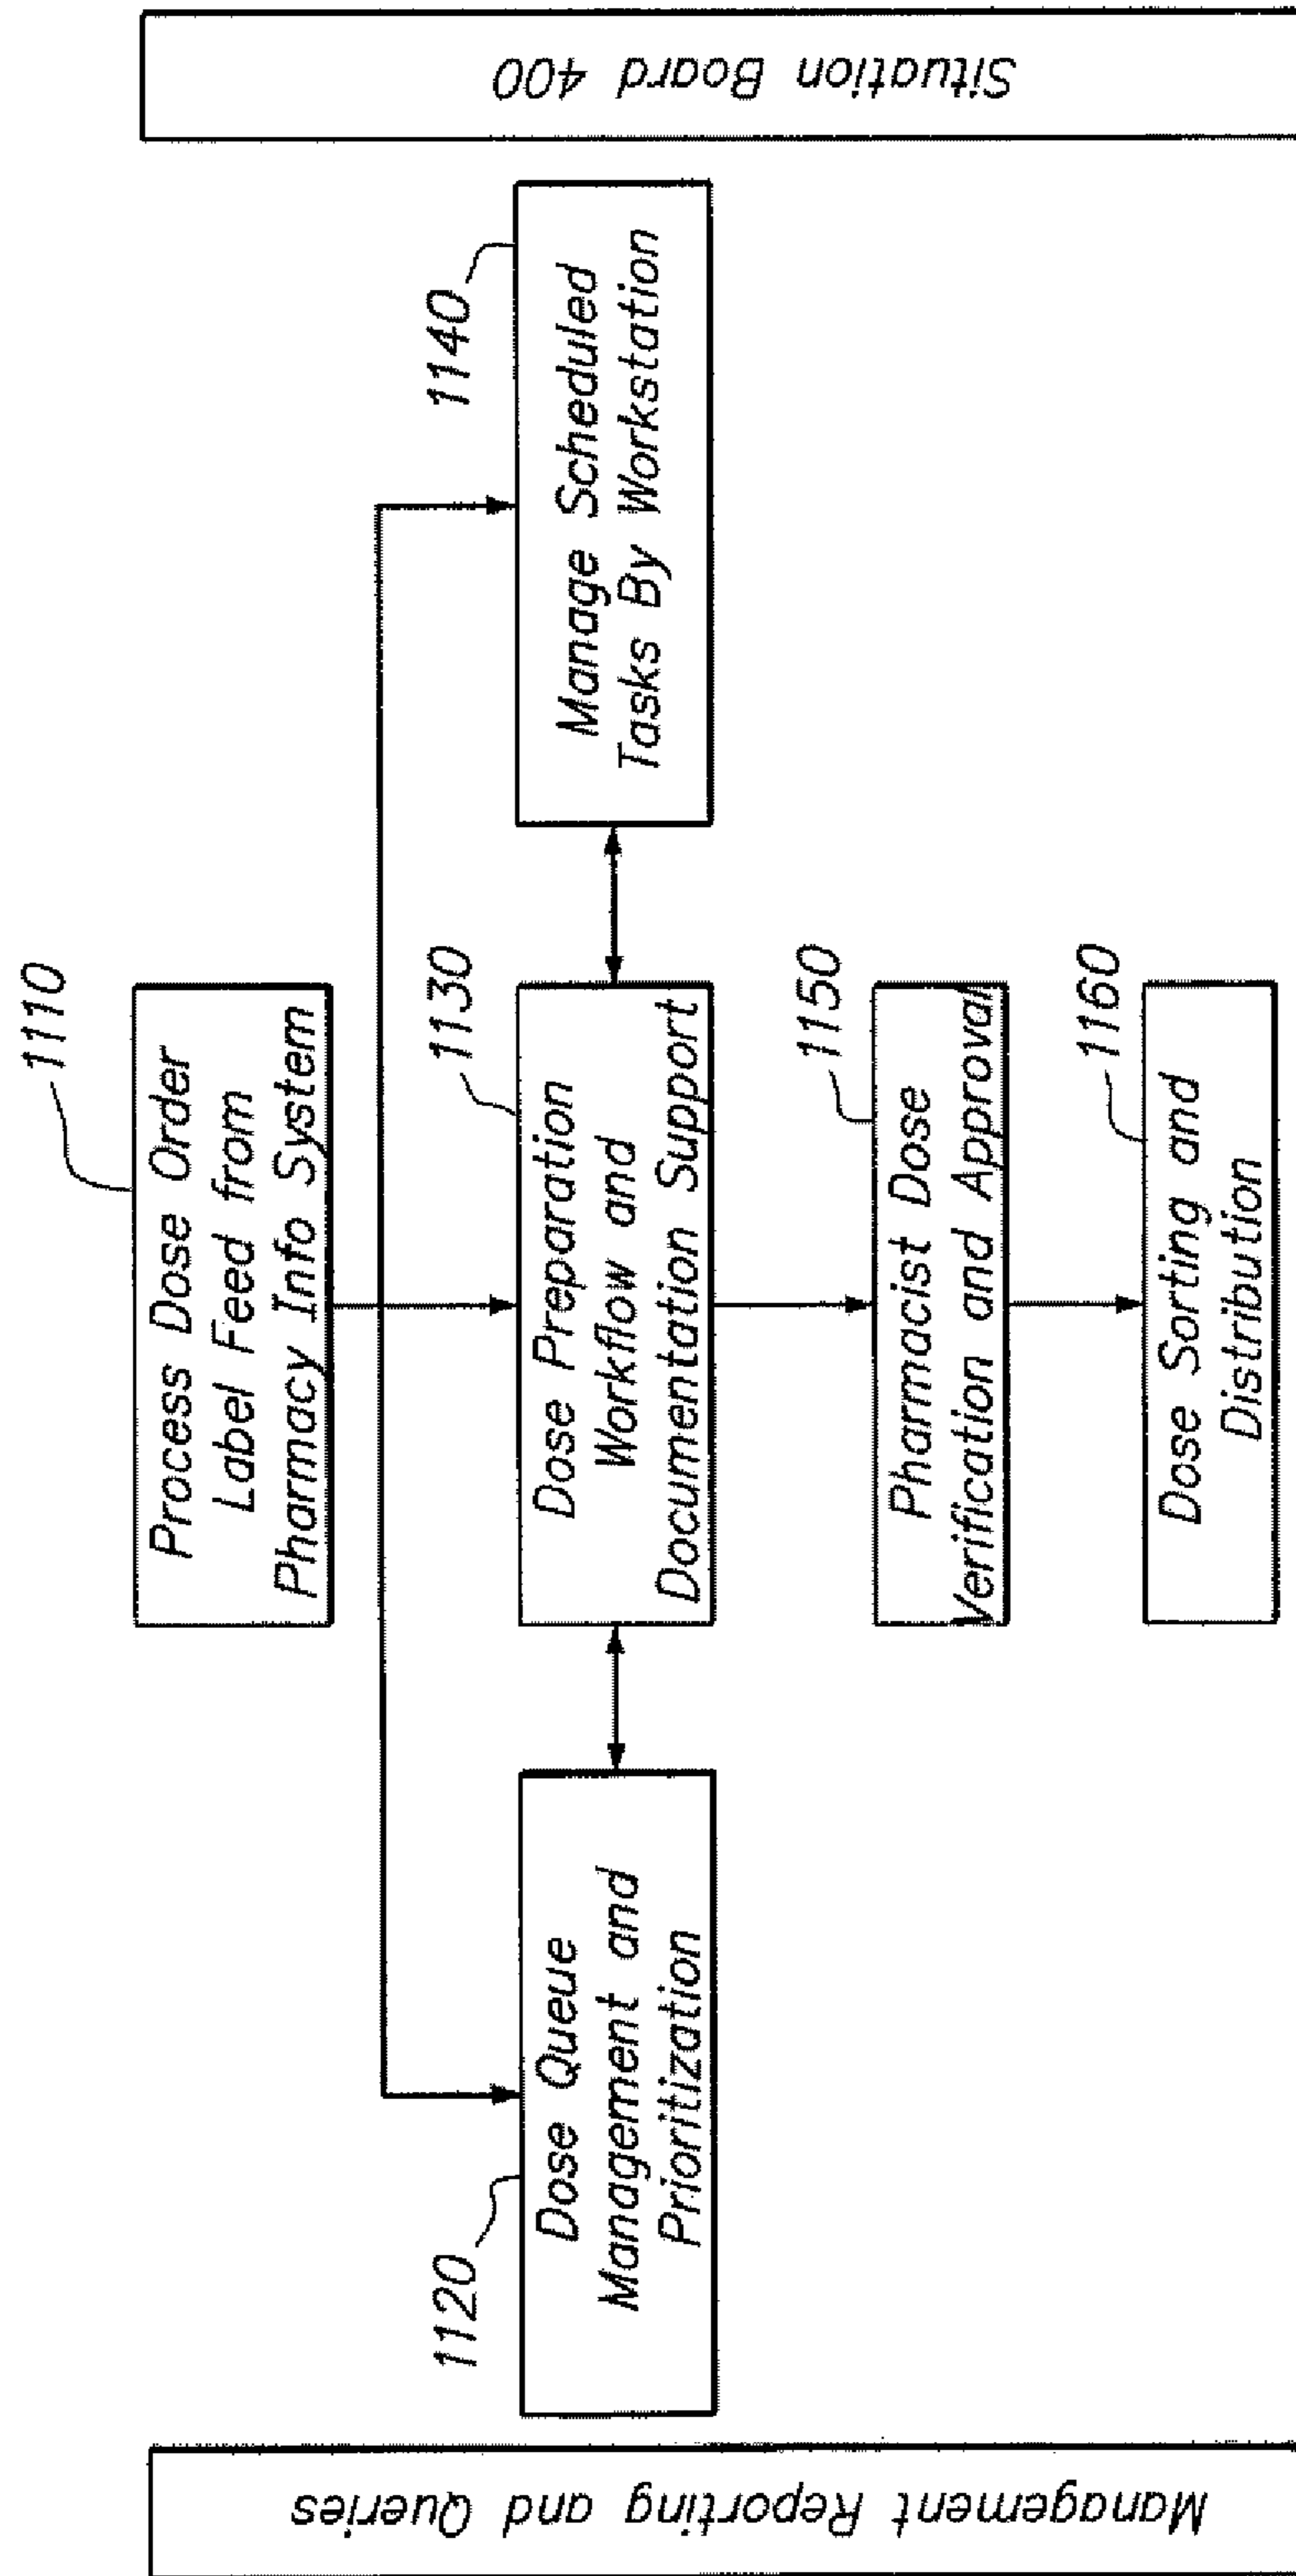 1110
Process Dose Order
Label Feed from
Pharmacy Info System
1120
Dose Queue
Management and
Prioritization
1130
Dose Preparation
Workflow and
Documentation Support
1140
Manage Scheduled
Tasks By Workstation
1150
Pharmacist Dose
Verification and Approval
1160
Dose Sorting and
Distribution
Management Reporting and Queries
Situation Board 400